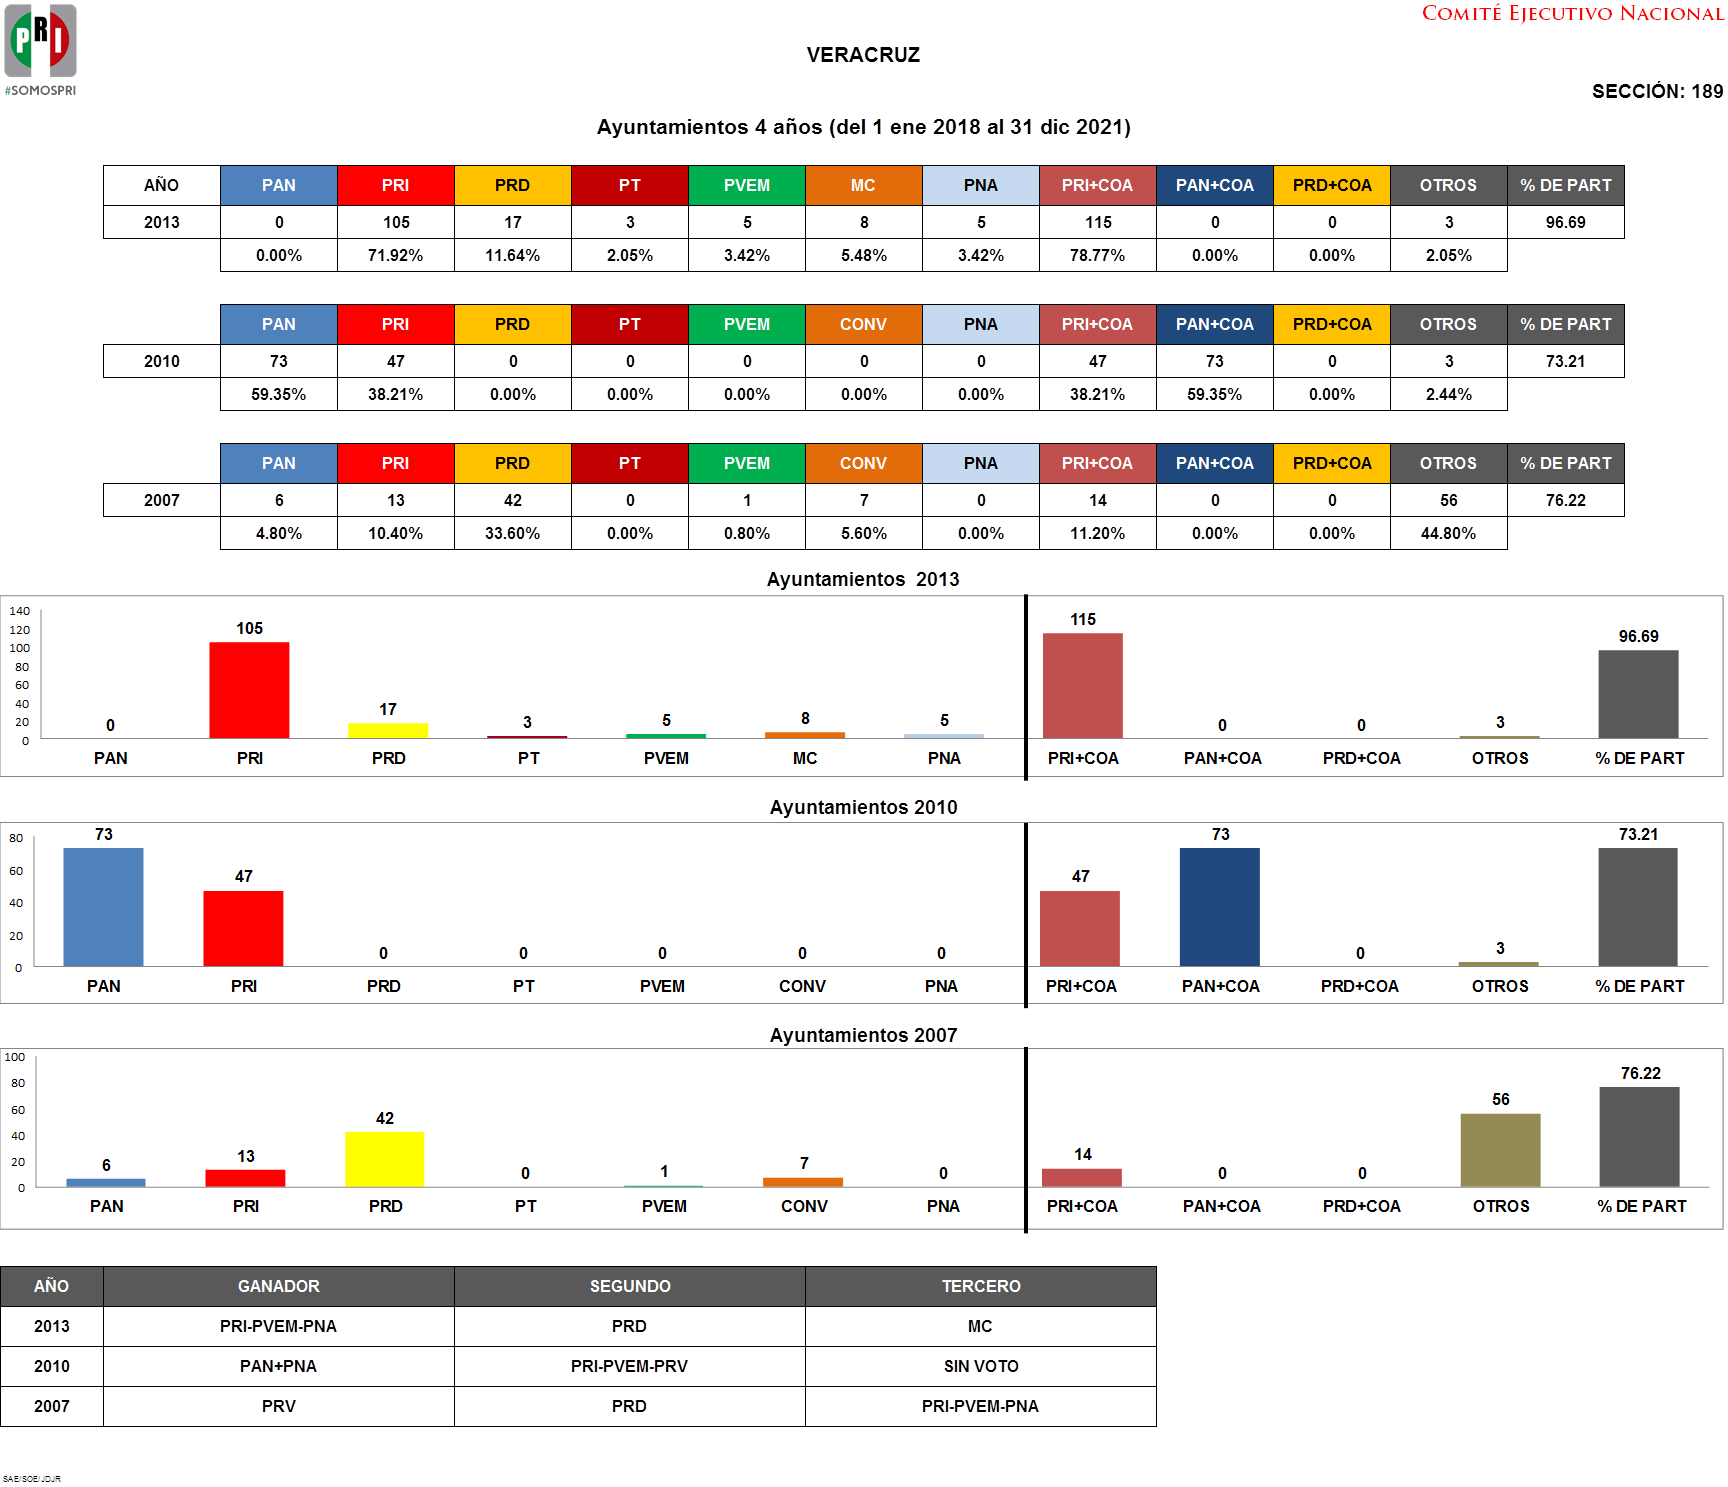 PRI
#SOMOSPRI
COMITÉ EJECUTIVO NACIONAL
VERACRUZ
SECCIÓN: 189
Ayuntamientos 4 años (del 1 ene 2018 al 31 dic 2021)
AÑO PAN PRI PRD PT PVEM MC PNA PRI+COA PAN+COA PRD+COA OTROS % DE PART
2013 0 105 17 3 5 8 5 115 0 0 3 96.69
0.00% 71.92% 11.64% 2.05% 3.42% 5.48% 3.42% 78.77% 0.00% 0.00% 2.05%
PAN PRI PRD PT PVEM CONV PNA PRI+COA PAN+COA PRD+COA OTROS % DE PART
2010 73 47 0 0 0 0 0 47 73 0 3 73.21
59.35% 38.21% 0.00% 0.00% 0.00% 0.00% 0.00% 38.21% 59.35% 0.00% 2.44%
PAN PRI PRD PT PVEM CONV PNA PRI+COA PAN+COA PRD+COA OTROS % DE PART
2007 6 13 42 0 1 7 0 14 0 0 56 76.22
4.80% 10.40% 33.60% 0.00% 0.80% 5.60% 0.00% 11.20% 0.00% 0.00% 44.80%
Ayuntamientos 2013
140
120
100
80
60
40
20
0
0 105 17 3 5 8 5 115 0 0 3 96.69
PAN PRI PRD PT PVEM MC PNA PRI+COA PAN+COA PRD+COA OTROS % DE PART
Ayuntamientos 2010
80
60
40
20
0
73 47 0 0 0 0 0 47 73 0 3 73.21
PAN PRI PRD PT PVEM CONV PNA PRI+COA PAN+COA PRD+COA OTROS % DE PART
Ayuntamientos 2007
100
80
60
40
20
0
6 13 42 0 1 7 0 14 0 0 56 76.22
PAN PRI PRD PT PVEM CONV PNA PRI+COA PAN+COA PRD+COA OTROS % DE PART
AÑO GANADOR SEGUNDO TERCERO
2013 PRI-PVEM-PNA PRD MC
2010 PAN+PNA PRI-PVEM-PRV SIN VOTO
2007 PRV PRD PRI-PVEM-PNA
SAE/SOE/JDJR